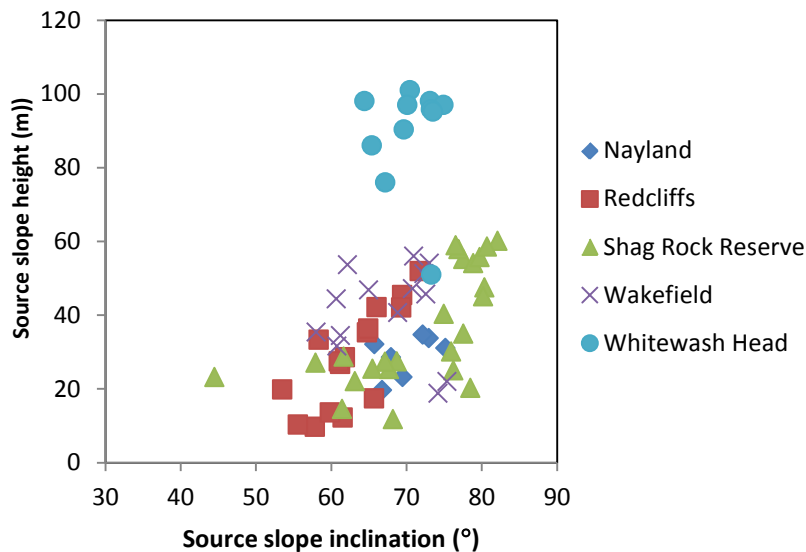 Source slope height (m))
120
100
80
60
40
20
0
30 40 50 60 70 80 90
Source slope inclination (°)
Nayland
Redcliffs
Shag Rock Reserve
Wakefield
Whitewash Head